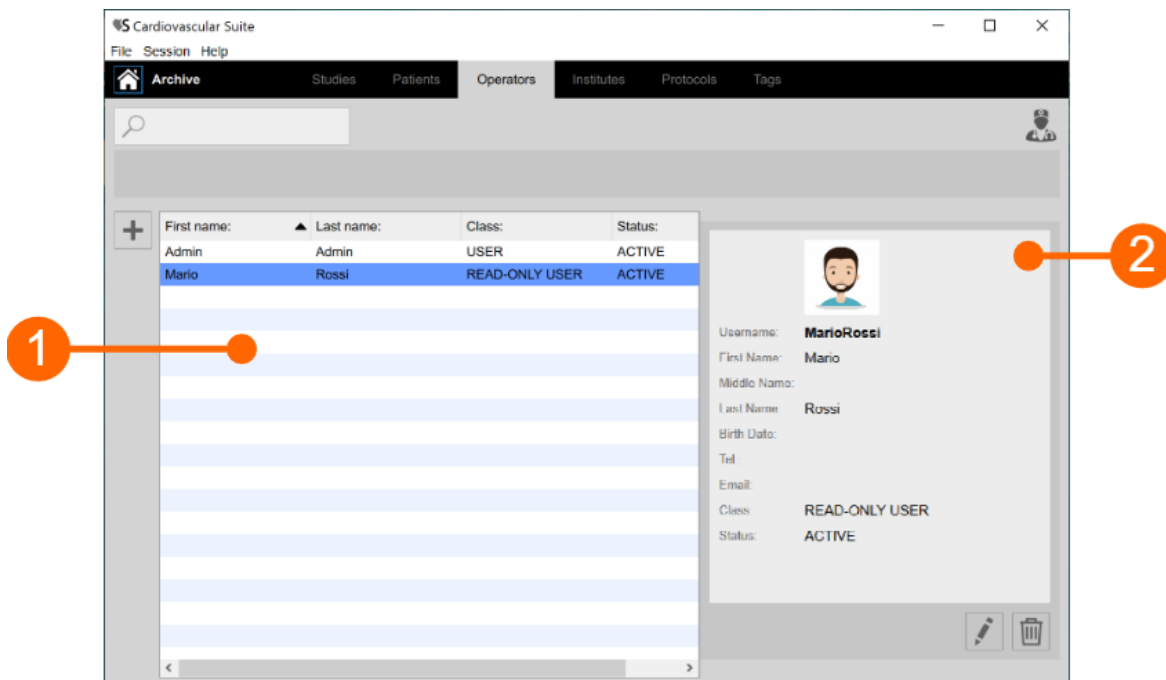 S Cardiovascular Suite
File Session Help
Archive Studies Patients Operators Institutes Protocols Tags
First name: Last name: Class: Status:
Admin Admin USER ACTIVE
Mario Rossi READ-ONLY USER ACTIVE
1
2
Username: MarioRossi
First Name: Mario
Middle Name:
Last Name Rossi
Birth Date:
Tel
Email:
Class READ-ONLY USER
Status: ACTIVE